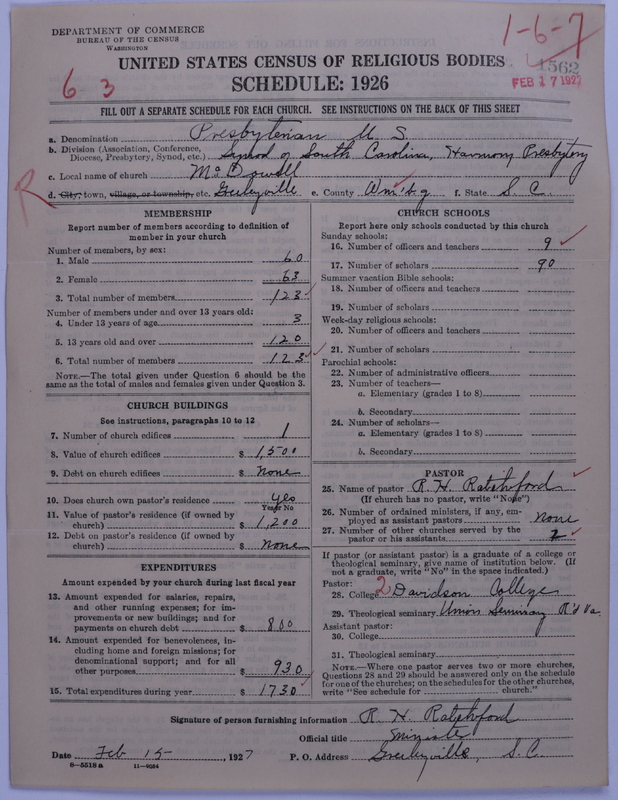 DEPARTMENT OF COMMERCE
BUREAU OF THE CENSUS
WASHINGTON
1-6-7
1562
FEB 17 1927
6 3
UNITED STATES CENSUS OF RELIGIOUS BODIES
SCHEDULE: 1926
FILL OUT A SEPARATE SCHEDULE FOR EACH CHURCH. SEE INSTRUCTIONS ON THE BACK OF THIS SHEET
a. Denomination Presbyterian U. S.
b. Division (Association, Conference, Diocese, Presbytery, Synod, etc.) Synod of South Carolina, Harmony Presbytery
c. Local name of church McDowell
R
d. City, town, village, or township, etc. Greeleyville e. County Wm'sb'g f. State S. C.
MEMBERSHIP
Report number of members according to definition of
member in your church
Number of members, by sex:
1. Male 60
2. Female 63
3. Total number of members 123
Number of members under and over 13 years old:
4. Under 13 years of age 3
5. 13 years old and over 120
6. Total number of members 123
NOTE.—The total given under Question 6 should be
same as the total of males and females given under Question 3.
CHURCH BUILDINGS
See instructions, paragraphs 10 to 12
7. Number of church edifices 1
8. Value of church edifices $ 1,500
9. Debt on church edifices $ None
10. Does church own pastor's residence yes
Yes or No
11. Value of pastor's residence (if owned by
church) $ 1,200
12. Debt on pastor's residence (if owned by
church) $ None
EXPENDITURES
Amount expended by your church during last fiscal year
13. Amount expended for salaries, repairs,
and other running expenses; for im-
provements or new buildings; and for
payments on church debt $ 800
14. Amount expended for benevolences, in-
cluding home and foreign missions; for
denominational support; and for all
other purposes $ 930
15. Total expenditures during year $ 1730
CHURCH SCHOOLS
Report here only schools conducted by this church
Sunday schools:
16. Number of officers and teachers 9
17. Number of scholars 90
Summer vacation Bible schools:
18. Number of officers and teachers
19. Number of scholars
Week-day religious schools:
20. Number of officers and teachers
21. Number of scholars
Parochial schools:
22. Number of administrative officers
23. Number of teachers—
a. Elementary (grades 1 to 8)
b. Secondary
24. Number of scholars—
a. Elementary (grades 1 to 8)
b. Secondary
PASTOR
25. Name of pastor R. H. Ratchford
(If church has no pastor, write "None")
26. Number of ordained ministers, if any, em-
ployed as assistant pastors None
27. Number of other churches served by the
pastor or his assistants 2
If pastor (or assistant pastor) is a graduate of a college or
theological seminary, give name of institution below. (If
not a graduate, write "No" in the space indicated.)
Pastor:
28. College 2 Davidson College
29. Theological seminary Union Seminary R'd Va.
Assistant pastor:
30. College
31. Theological seminary
NOTE.—Where one pastor serves two or more churches,
Questions 28 and 29 should be answered only on the schedule
for one of the churches; on the schedules for the other churches,
write "See schedule for church."
Signature of person furnishing information R. H. Ratchford
Official title Minister
Date Feb 15 1927 P. O. Address Greeleyville, S. C.
8-5518a 11-9084